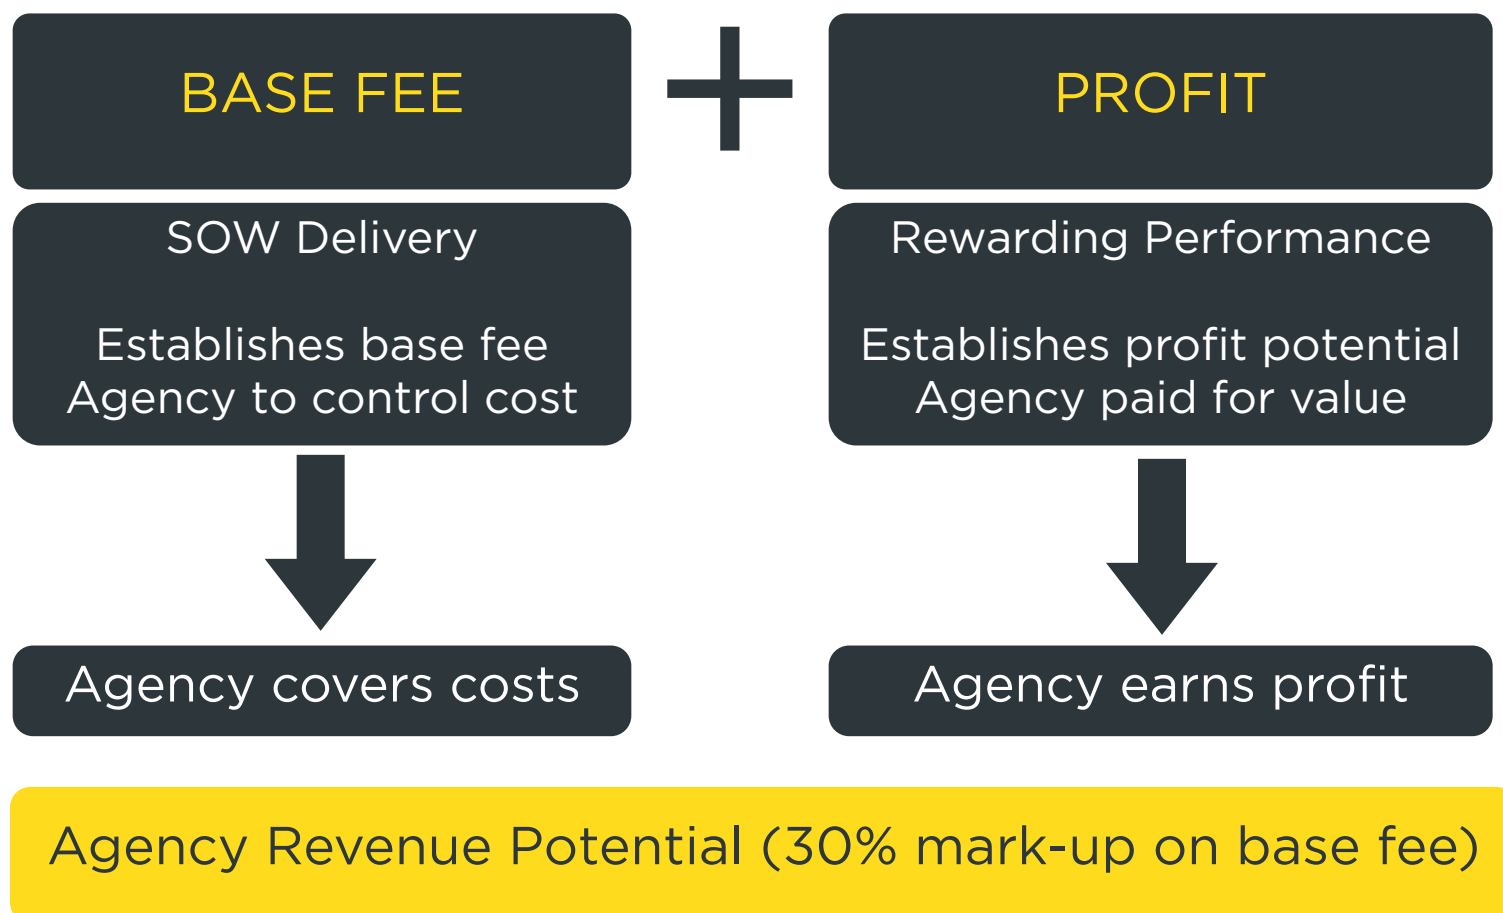 BASE FEE
PROFIT
SOW Delivery
Establishes base fee
Agency to control cost
Rewarding Performance
Establishes profit potential
Agency paid for value
Agency covers costs
Agency earns profit
Agency Revenue Potential (30% mark-up on base fee)